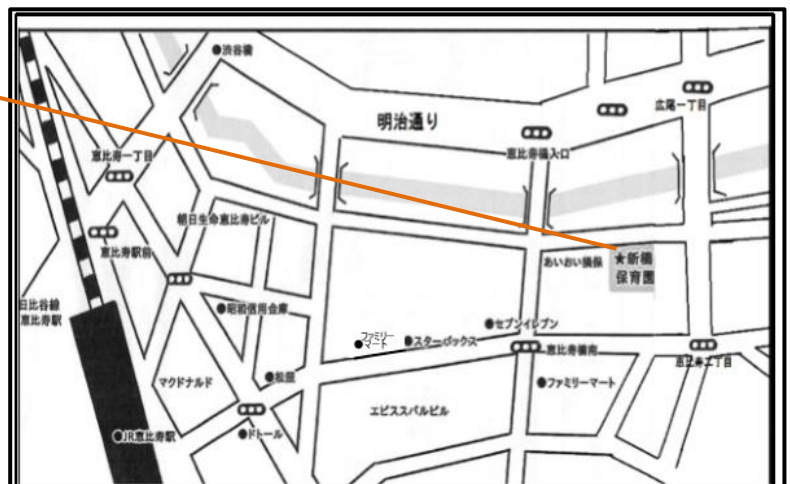 ●渋谷橋
明治通り
広尾一丁目
恵比寿橋入口
恵比寿一丁目
朝日生命恵比寿ビル
恵比寿駅前
あいおい損保
★新橋
保育園
日比谷線
恵比寿駅
●昭和信用金庫
●セブンイレブン
ファミリー
●マート
●スターバックス
恵比寿橋南
恵比寿二丁目
マクドナルド
●松屋
●ファミリーマート
エビススバルビル
●JR恵比寿駅
●ドトール